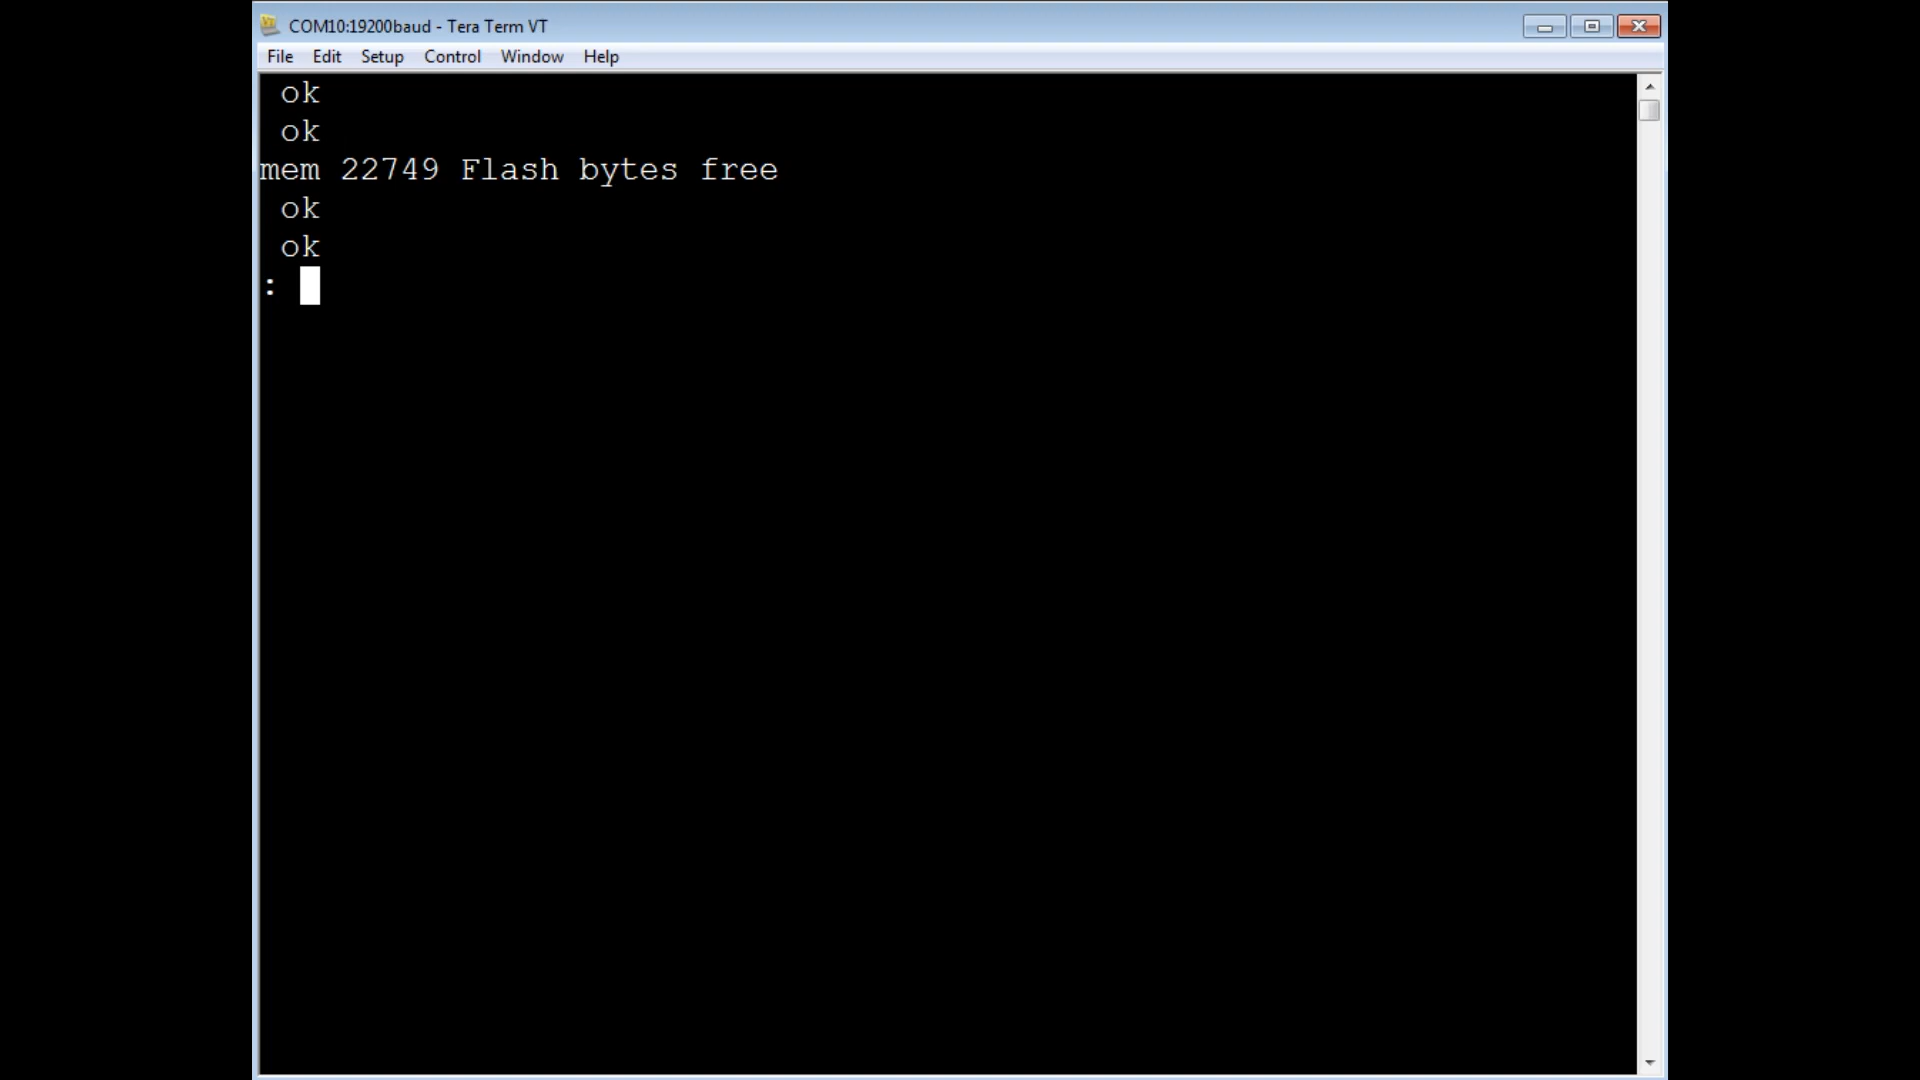 COM10:19200baud - Tera Term VT
File Edit Setup Control Window Help
ok
ok
mem 22749 Flash bytes free
ok
ok
: